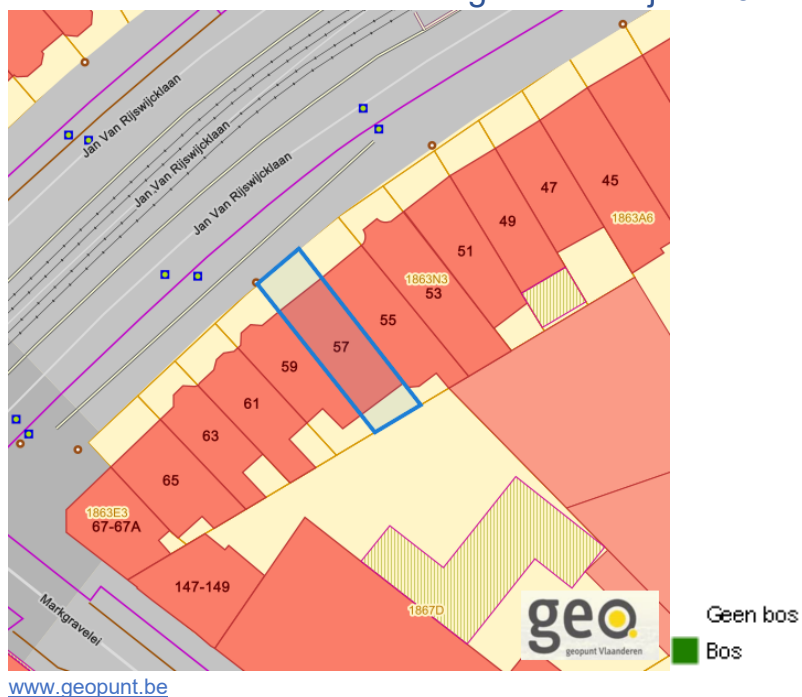 Jan Van Rijswijcklaan
Jan Van Rijswijcklaan
Jan Van Rijswijcklaan
45
1863A6
47
49
51
1863N3
53
55
57
59
61
63
65
1863E3
67-67A
147-149
Markgravelei
1867D
geo.
geopunt Vlaanderen
Geen bos
Bos
www.geopunt.be